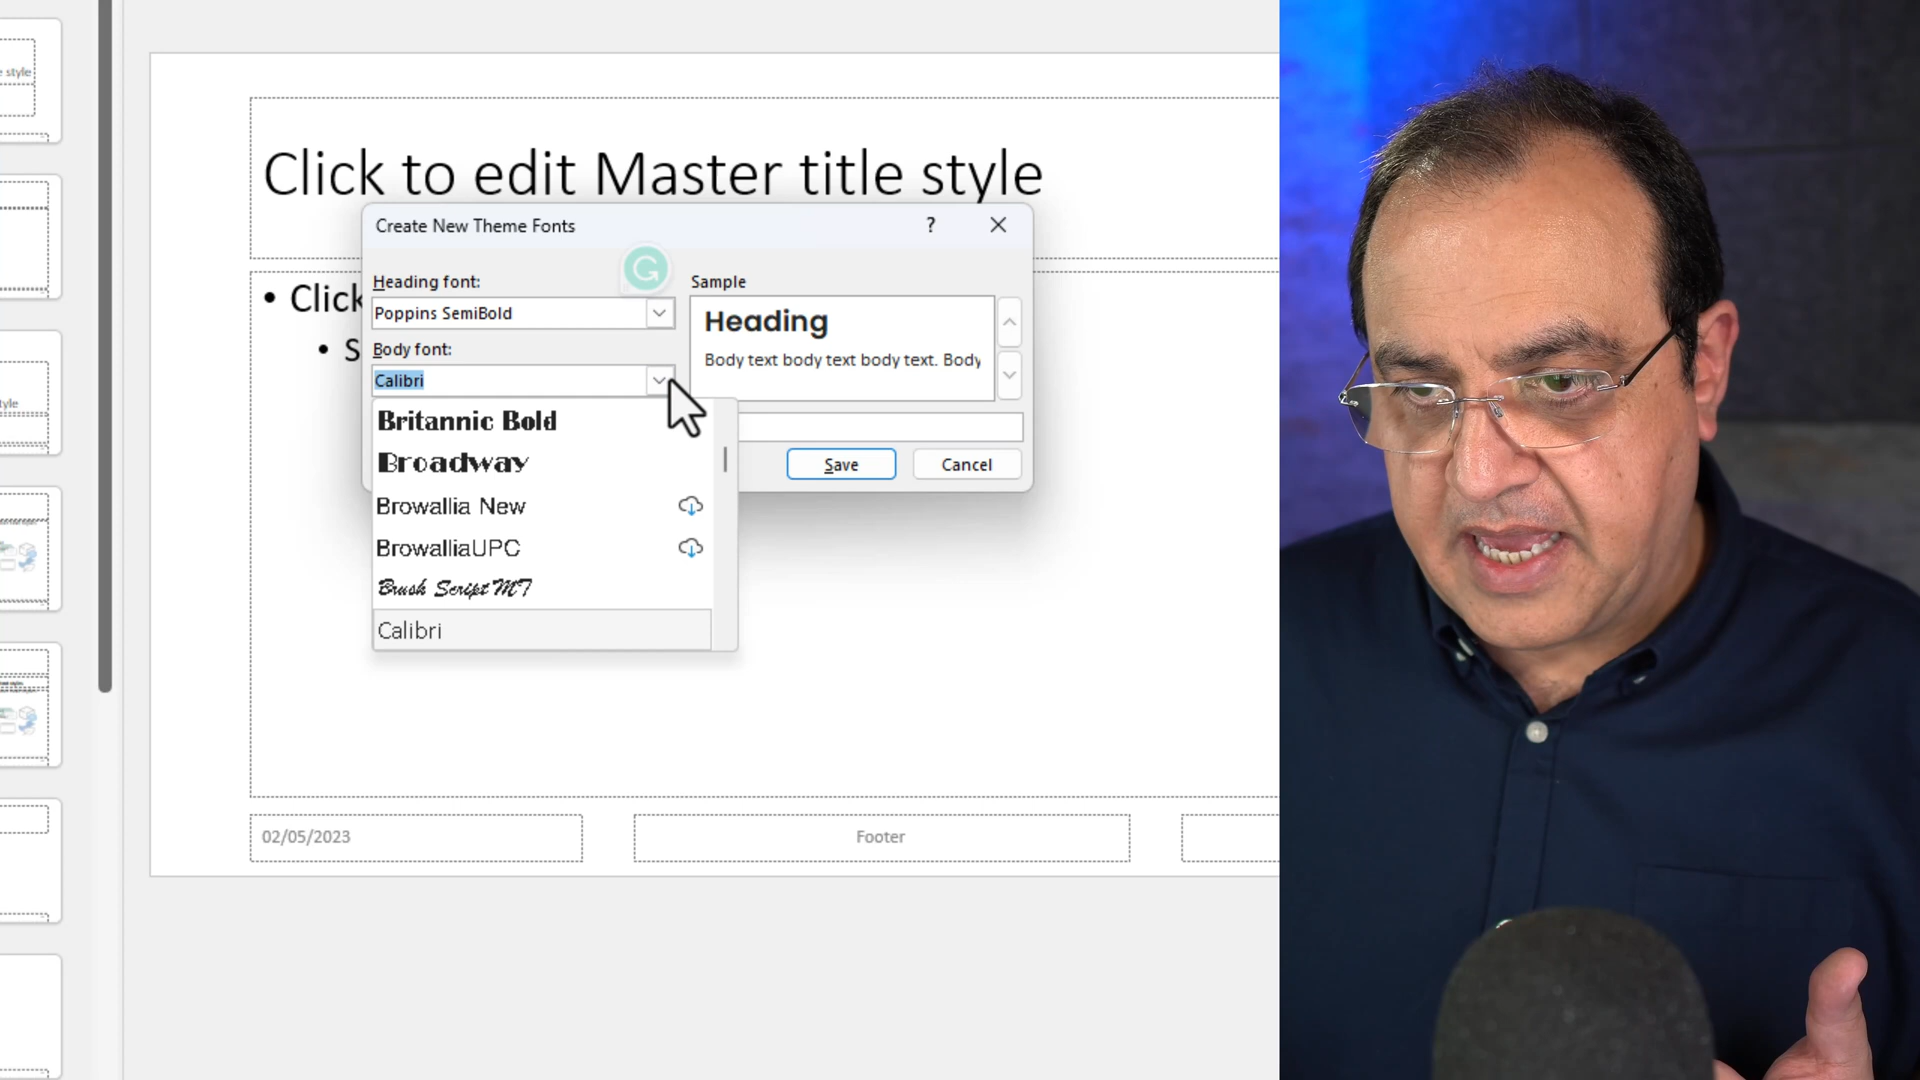 e style
yle
Click to edit Master title style
Create New Theme Fonts
?
Heading font:
Sample
Poppins SemiBold
Heading
Body text body text body text. Body
Click
S
Body font:
Calibri
Britannic Bold
Broadway
Browallia New
BrowalliaUPC
Brush Script MT
Calibri
Save
Cancel
02/05/2023
Footer